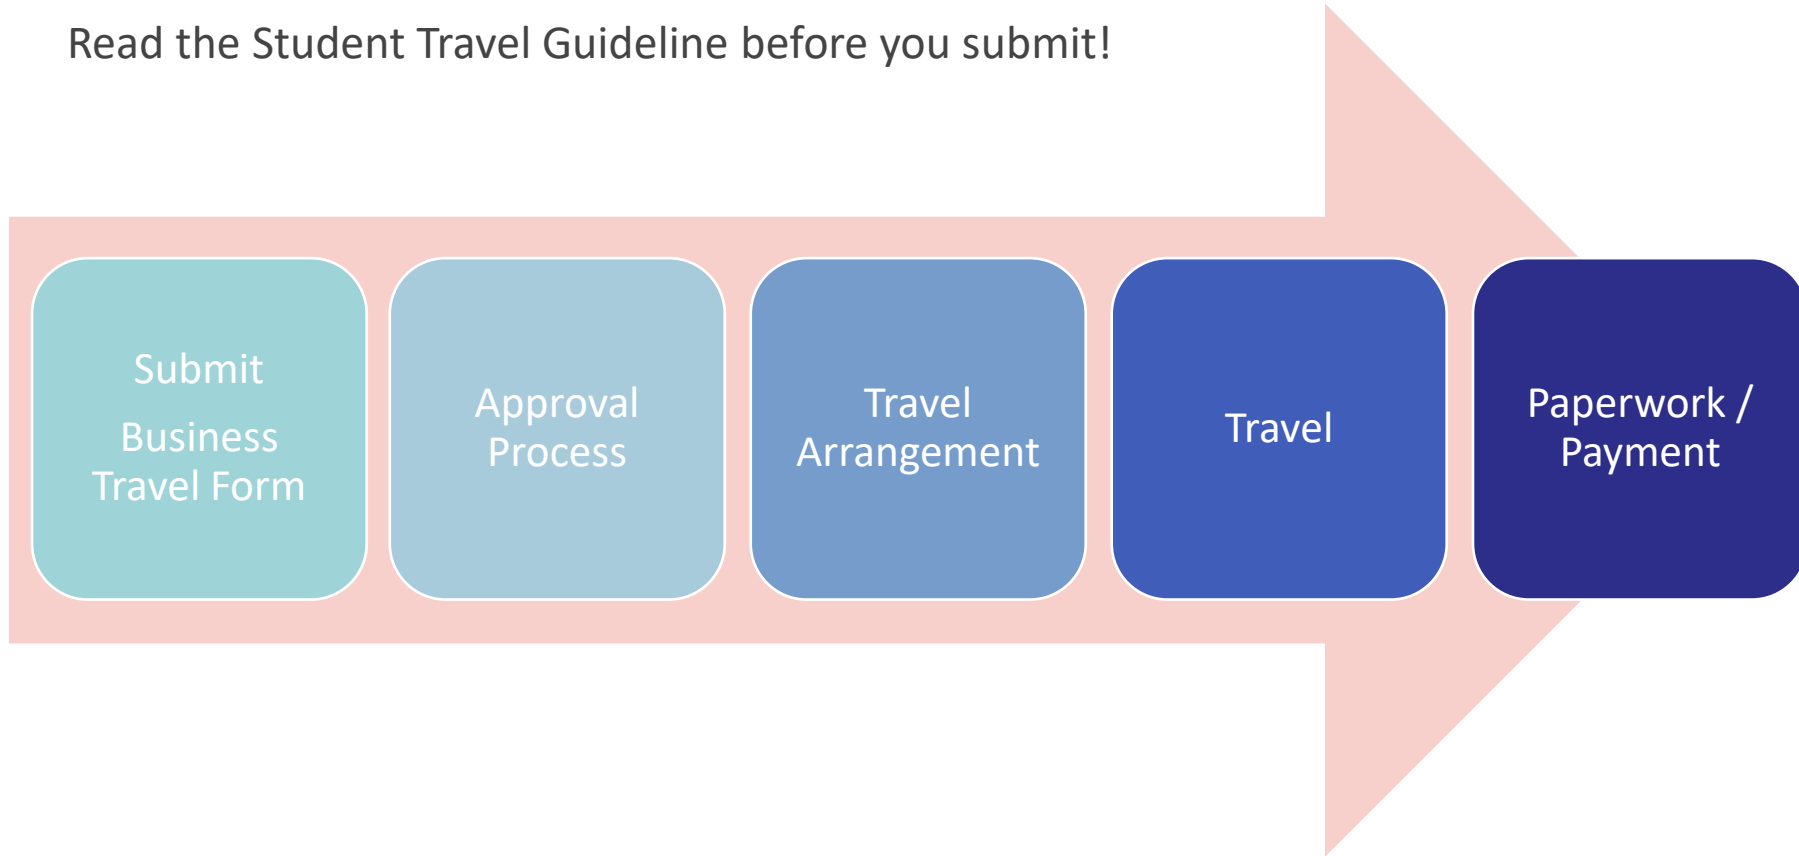 Read the Student Travel Guideline before you submit!
Submit
Business
Travel Form
Approval
Process
Travel
Arrangement
Travel
Paperwork /
Payment